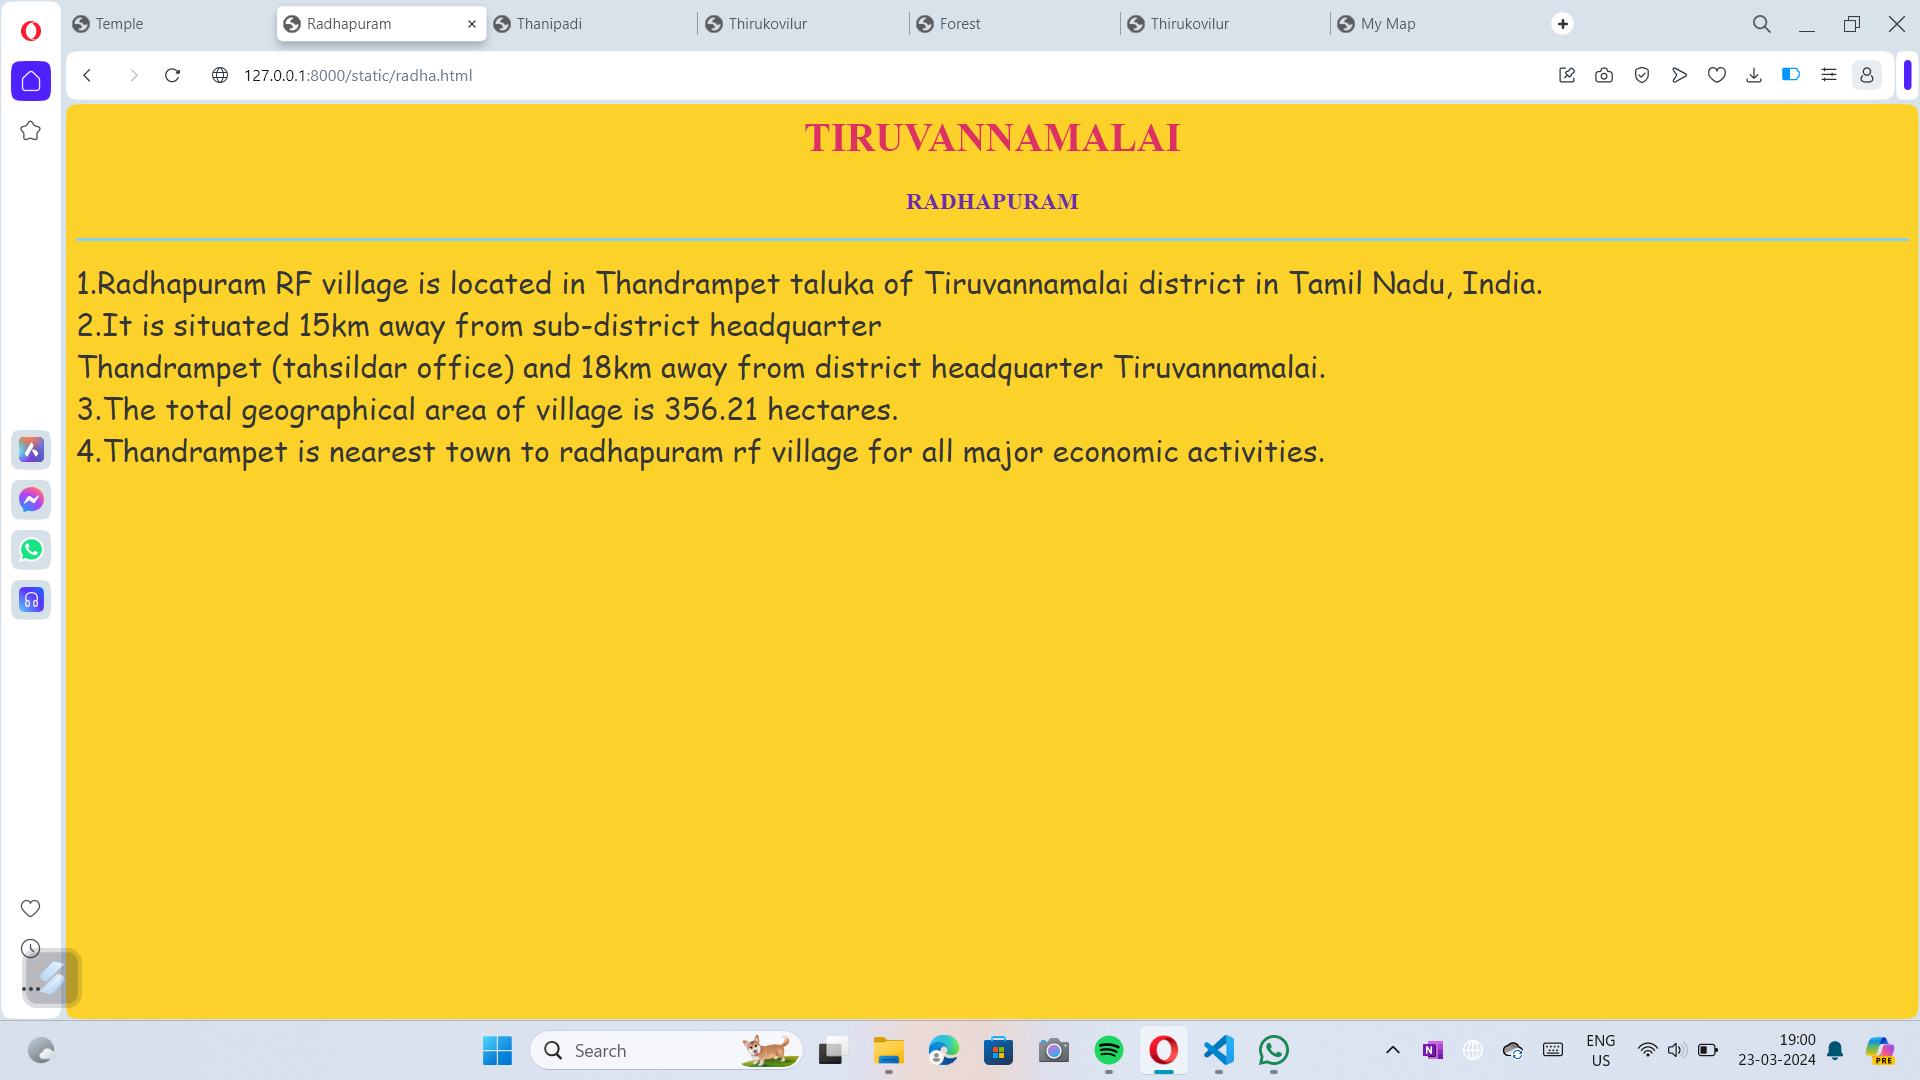 Temple
Radhapuram
Thanipadi
Thirukovilur
Forest
Thirukovilur
My Map
127.0.0.1:8000/static/radha.html
TIRUVANNAMALAI
RADHAPURAM
1.Radhapuram RF village is located in Thandrampet taluka of Tiruvannamalai district in Tamil Nadu, India.
2.It is situated 15km away from sub-district headquarter
Thandrampet (tahsildar office) and 18km away from district headquarter Tiruvannamalai.
3.The total geographical area of village is 356.21 hectares.
4.Thandrampet is nearest town to radhapuram rf village for all major economic activities.
Search
ENG
US
19:00
23-03-2024
PRE